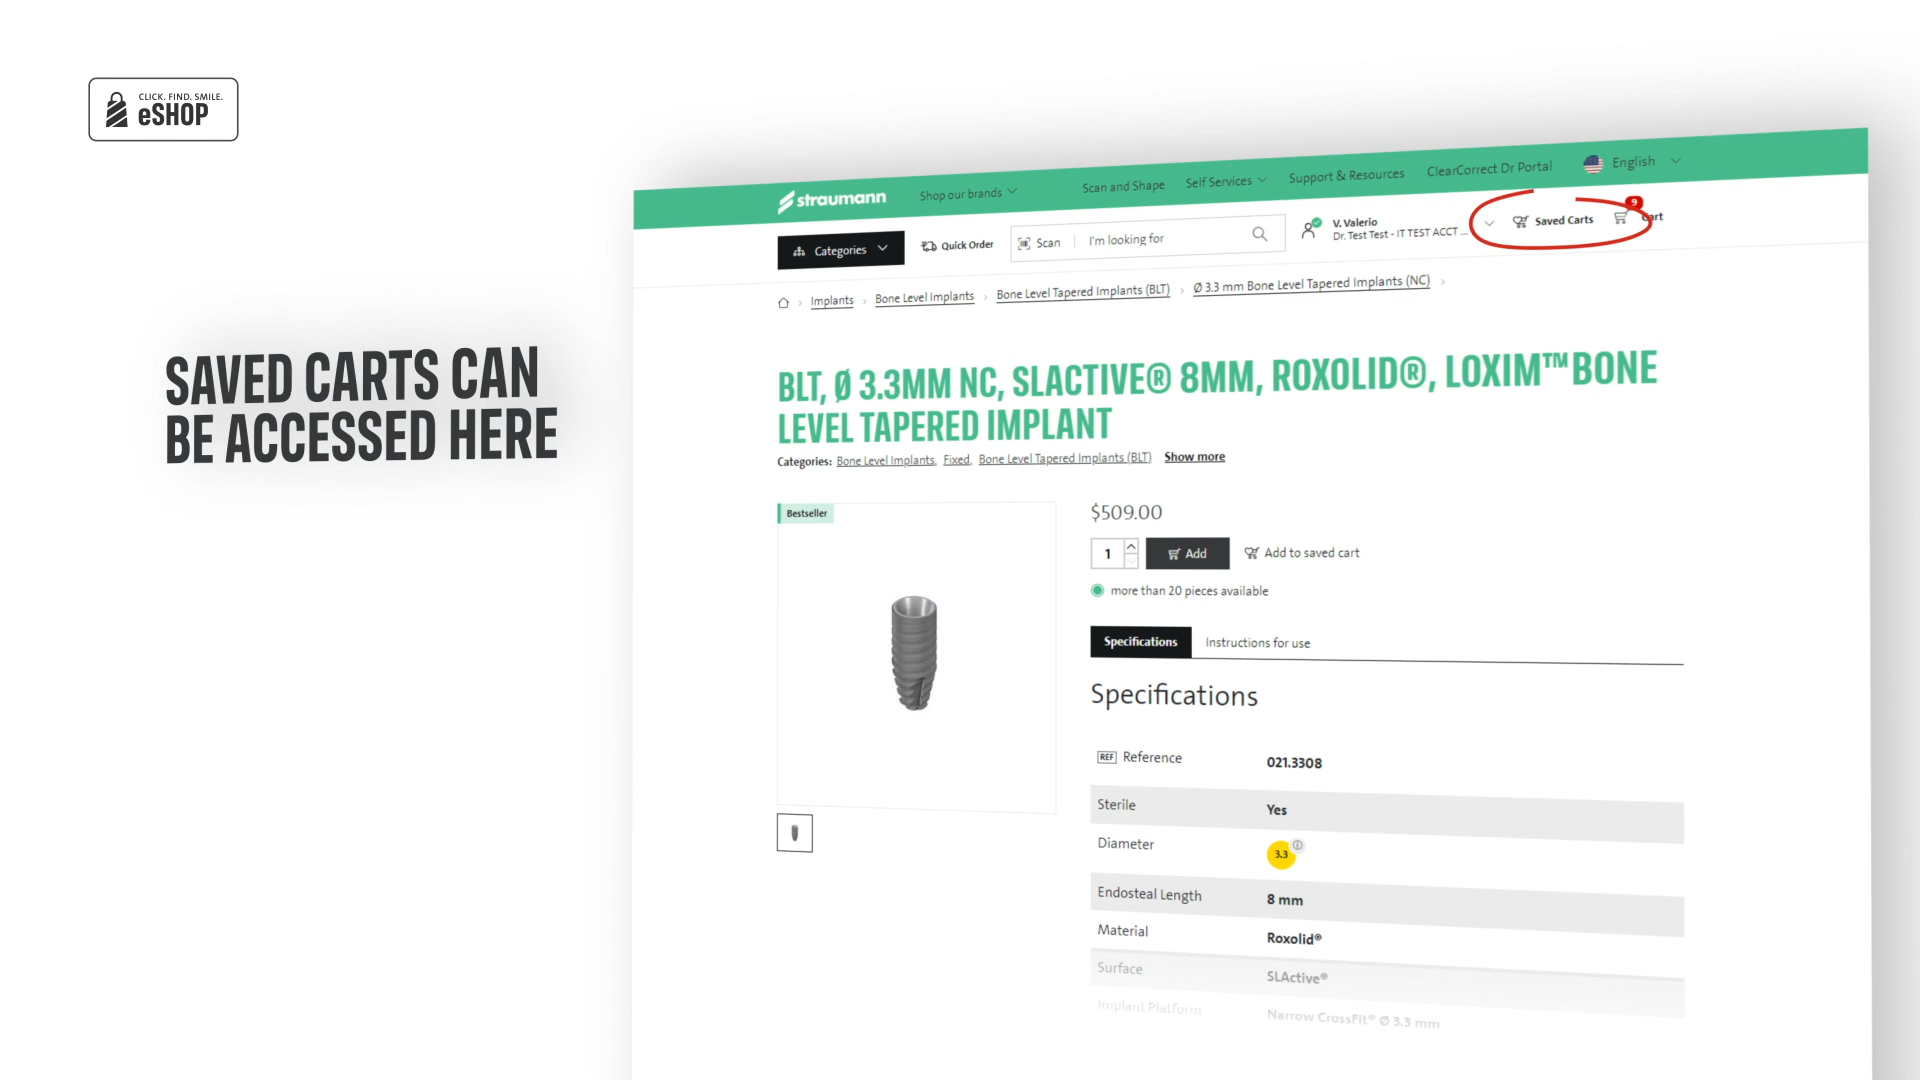 CLICK. FIND. SMILE.
eSHOP
SAVED CARTS CAN
BE ACCESSED HERE
straumann
Shop our brands
Scan and Shape
Self Services
Support & Resources
ClearCorrect Dr Portal
English
Categories
Quick Order
Scan
I'm looking for
V. Valerio
Dr. Test Test - IT TEST ACCT ...
Saved Carts
9
Cart
Implants
Bone Level Implants
Bone Level Tapered Implants (BLT)
Ø 3.3 mm Bone Level Tapered Implants (NC)
BLT, Ø 3.3MM NC, SLACTIVE® 8MM, ROXOLID®, LOXIM™ BONE
LEVEL TAPERED IMPLANT
Categories: Bone Level Implants, Fixed, Bone Level Tapered Implants (BLT) Show more
Bestseller
$509.00
1
Add
Add to saved cart
more than 20 pieces available
Specifications
Instructions for use
Specifications
REF Reference 021.3308
Sterile Yes
Diameter 3.3
Endosteal Length 8 mm
Material Roxolid®
Surface SLActive®
Implant Platform Narrow CrossFit® Ø 3.3 mm